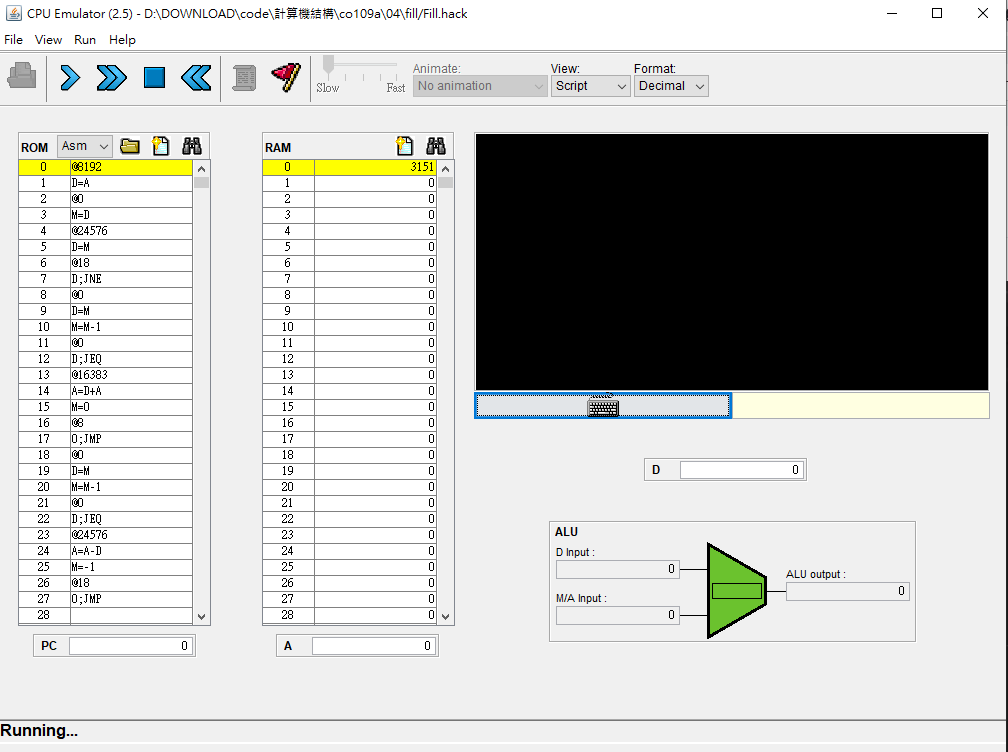 CPU Emulator (2.5) - D:\DOWNLOAD\code\計算機結構\co109a\04\fill/Fill.hack
File View Run Help
Animate: View: Format:
Slow Fast No animation Script Decimal
ROM Asm RAM
0 @8192 0 3151
1 D=A 1 0
2 @0 2 0
3 M=D 3 0
4 @24576 4 0
5 D=M 5 0
6 @18 6 0
7 D;JNE 7 0
8 @0 8 0
9 D=M 9 0
10 M=M-1 10 0
11 @0 11 0
12 D;JEQ 12 0
13 @16383 13 0
14 A=D+A 14 0
15 M=0 15 0
16 @8 16 0
17 0;JMP 17 0
18 @0 18 0
19 D=M 19 0
20 M=M-1 20 0
21 @0 21 0
22 D;JEQ 22 0
23 @24576 23 0
24 A=A-D 24 0
25 M=-1 25 0
26 @18 26 0
27 0;JMP 27 0
28 28 0
PC 0 A 0
D 0
ALU
D Input :
0
M/A Input :
0
ALU output :
0
Running...